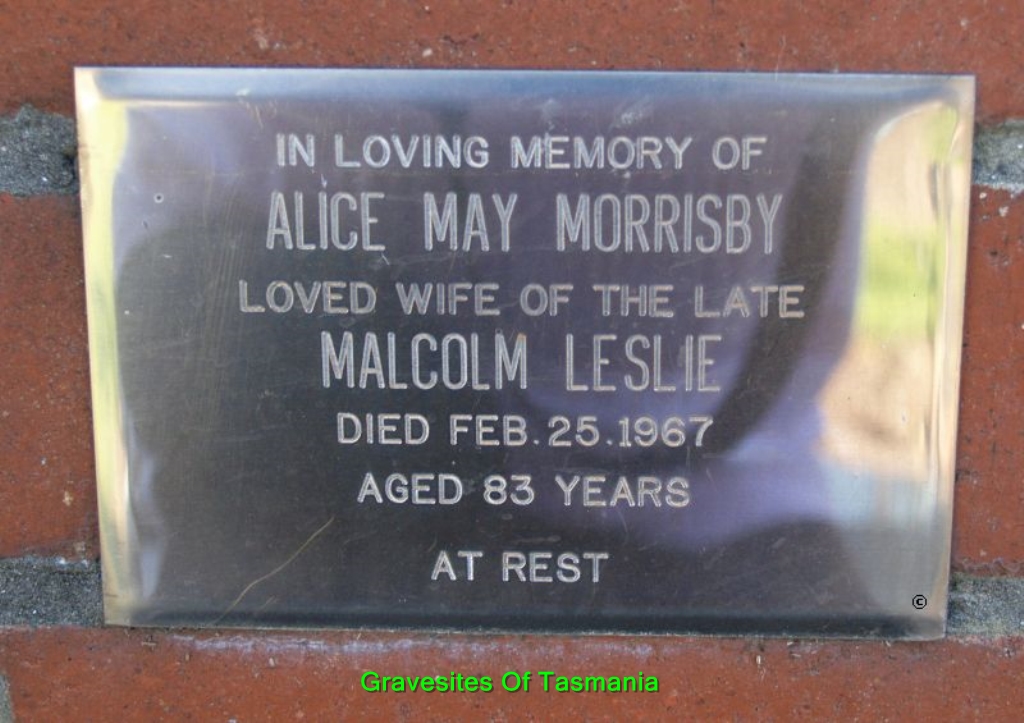 IN LOVING MEMORY OF
ALICE MAY MORRISBY
LOVED WIFE OF THE LATE
MALCOLM LESLIE
DIED FEB. 25. 1967
AGED 83 YEARS
AT REST
©
Gravesites Of Tasmania